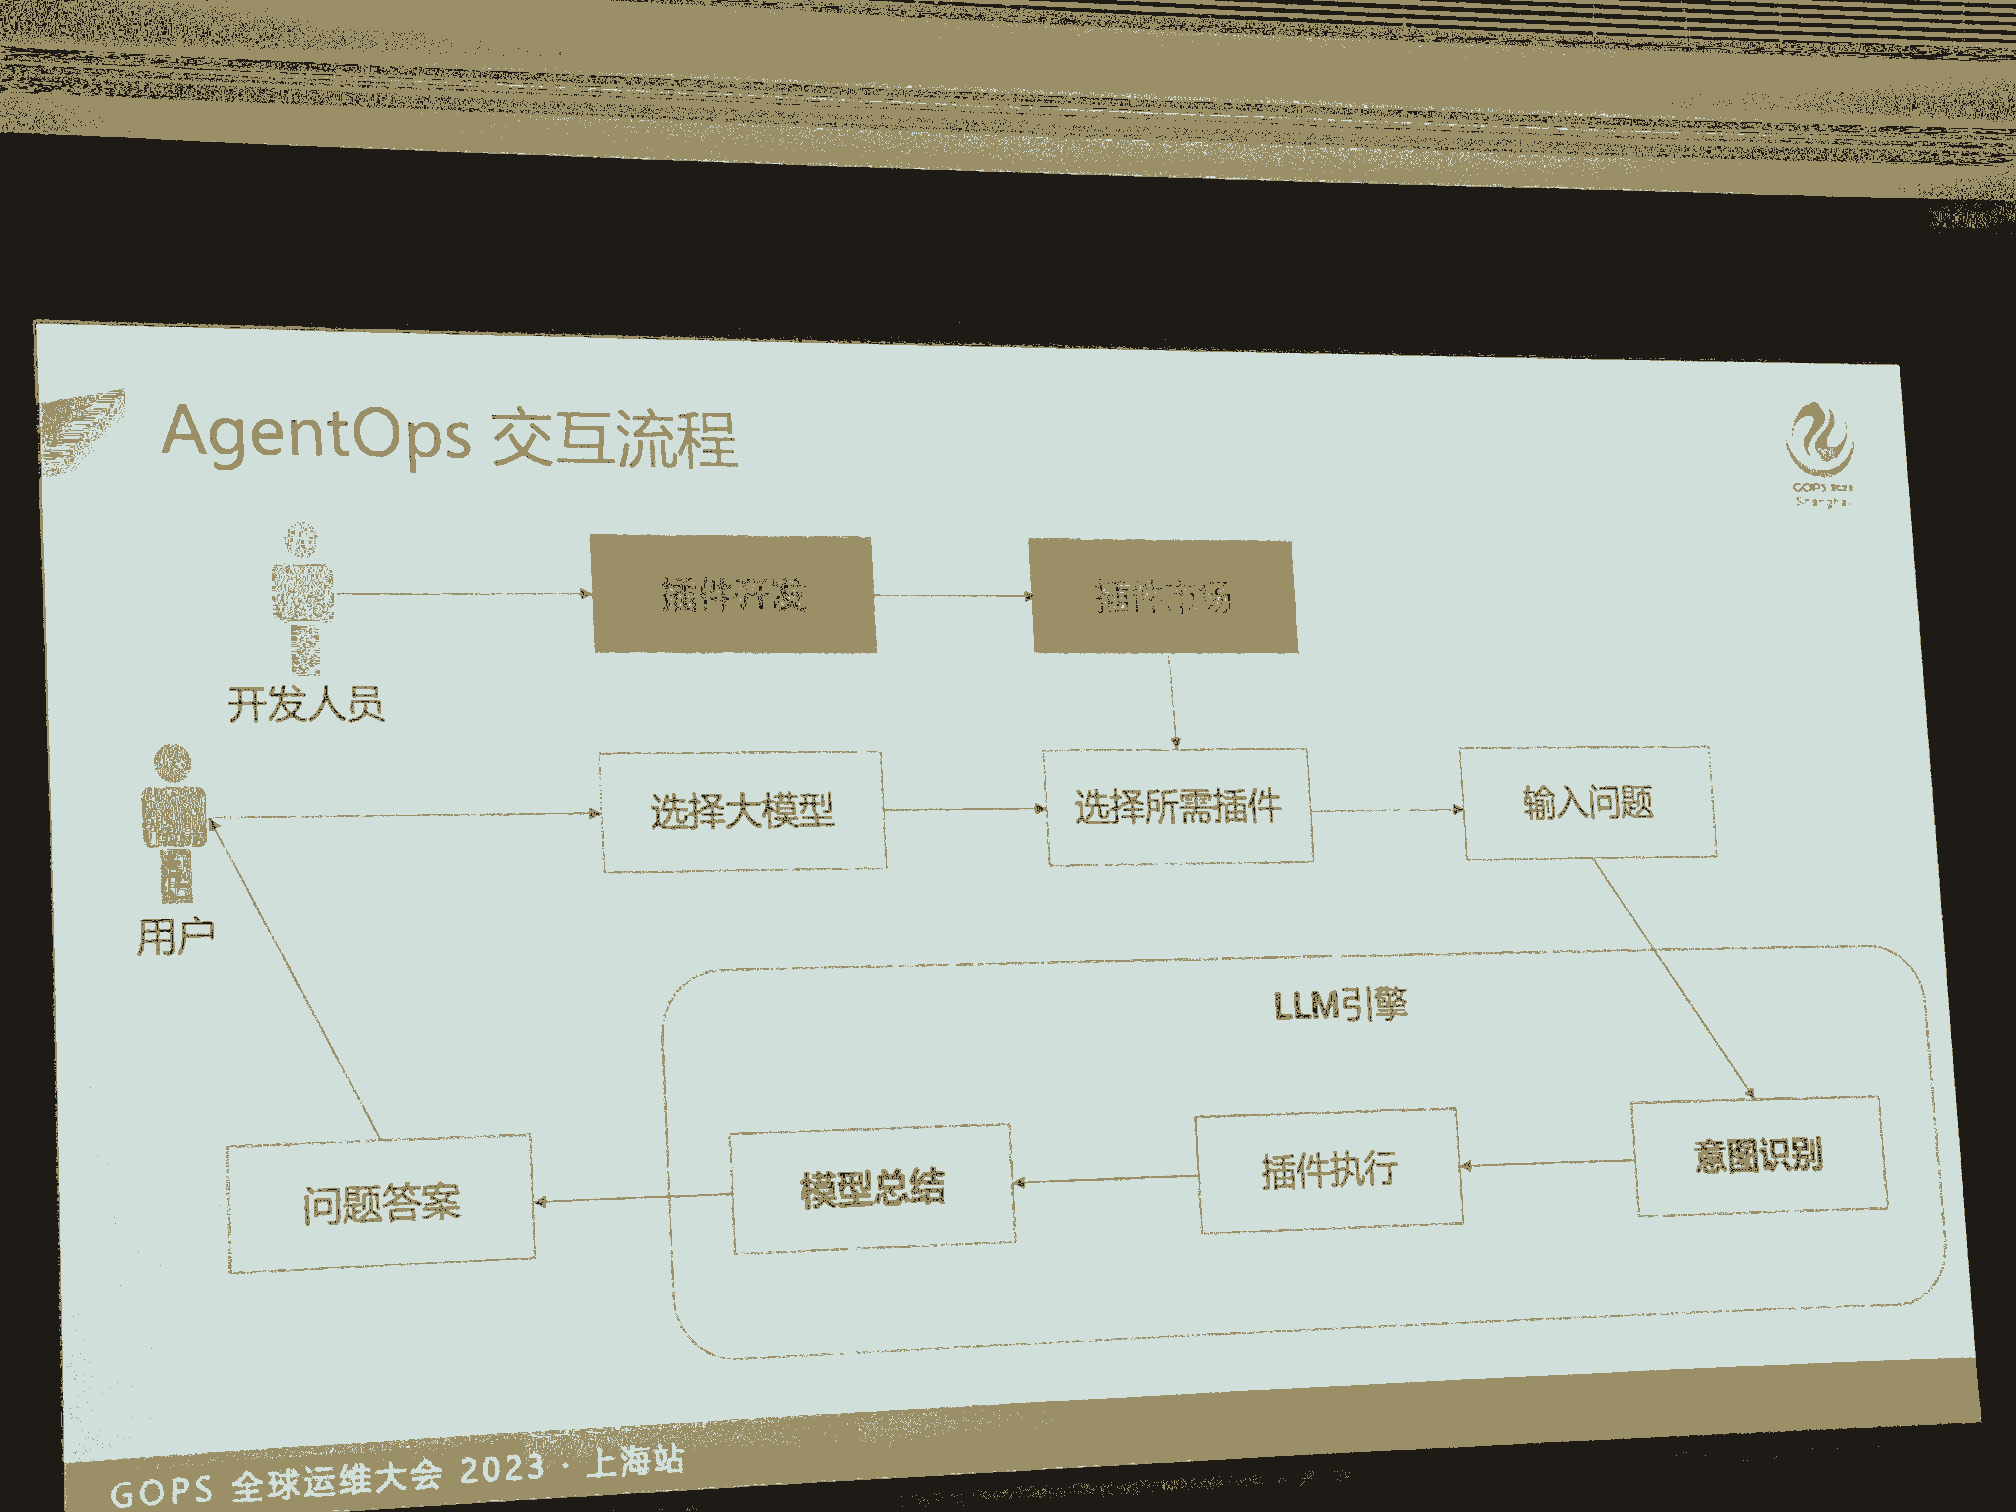 AgentOps 交互流程
GOPS 2023
Shanghai
插件开发
插件市场
开发人员
选择大模型
选择所需插件
输入问题
用户
LLM引擎
问题答案
模型总结
插件执行
意图识别
GOPS 全球运维大会 2023 · 上海站